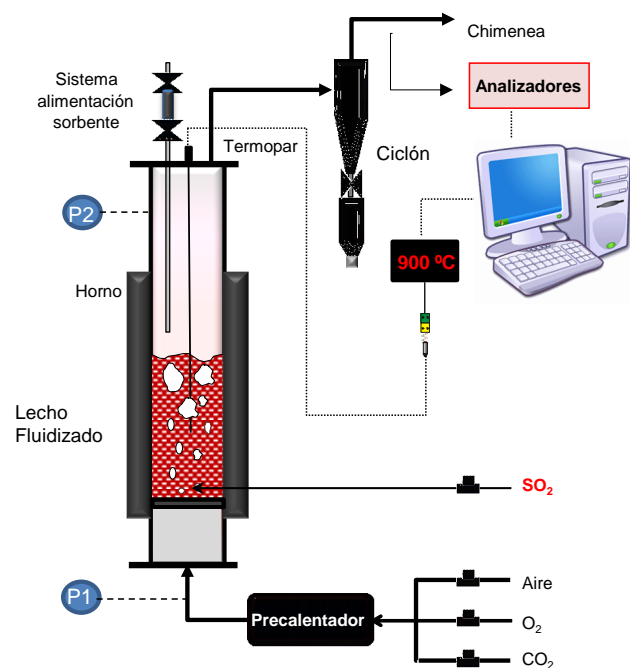 Chimenea
Sistema
alimentación
sorbente
Analizadores
Termopar
Ciclón
P2
900 ºC
Horno
Lecho
Fluidizado
SO₂
P1
Aire
Precalentador
O₂
CO₂